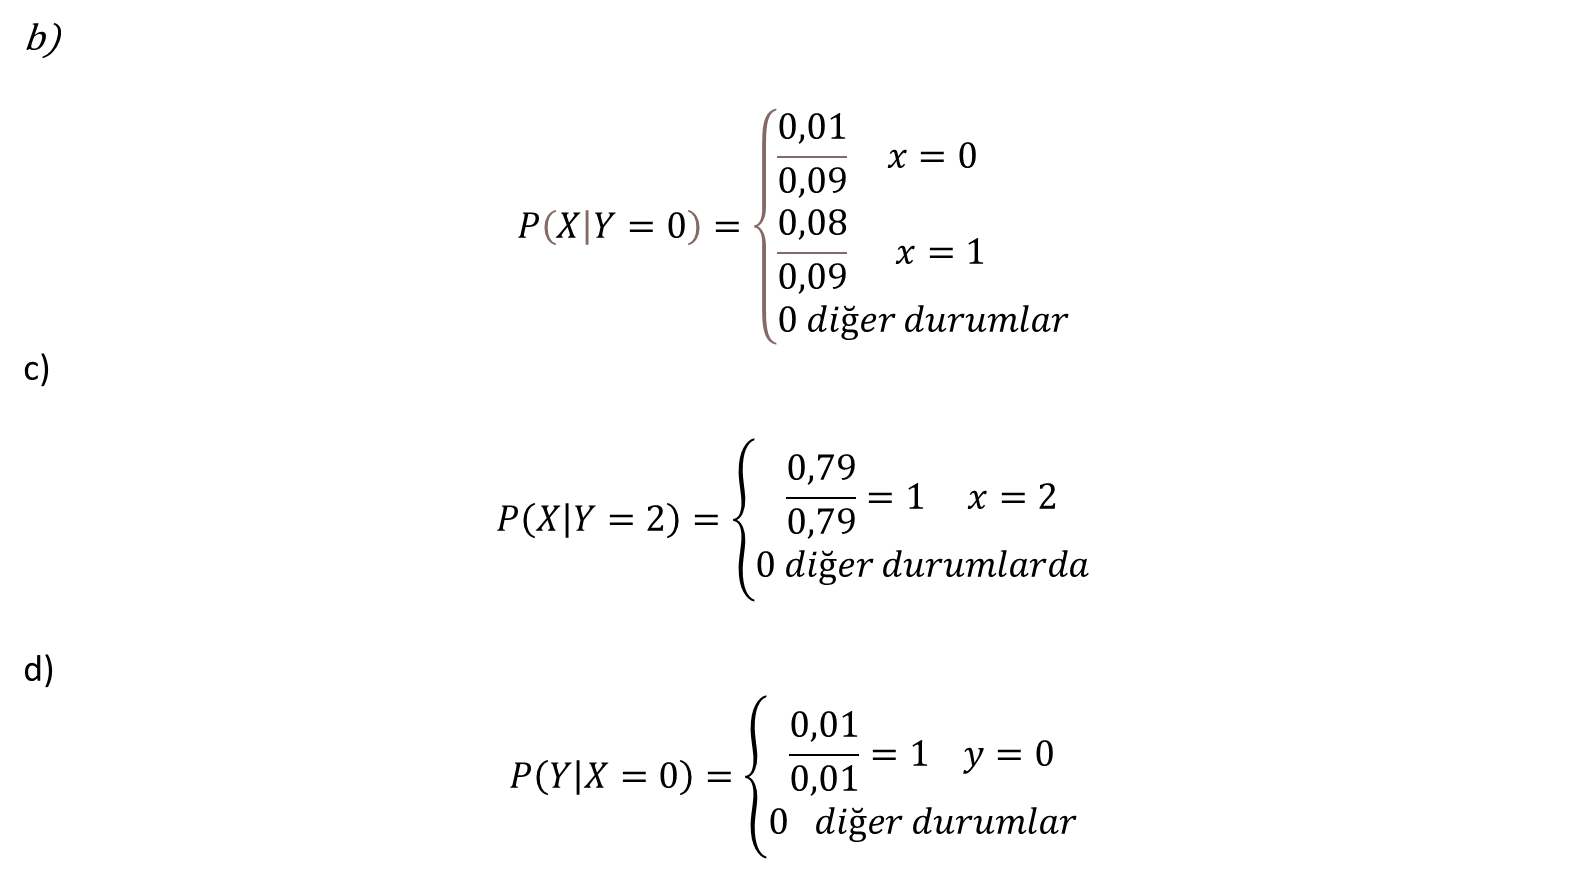 b)
P(X|Y = 0) = { 0,01/0,09 x = 0
0,08/0,09 x = 1
0 diğer durumlar
c)
P(X|Y = 2) = { 0,79/0,79 = 1 x = 2
0 diğer durumlarda
d)
P(Y|X = 0) = { 0,01/0,01 = 1 y = 0
0 diğer durumlar